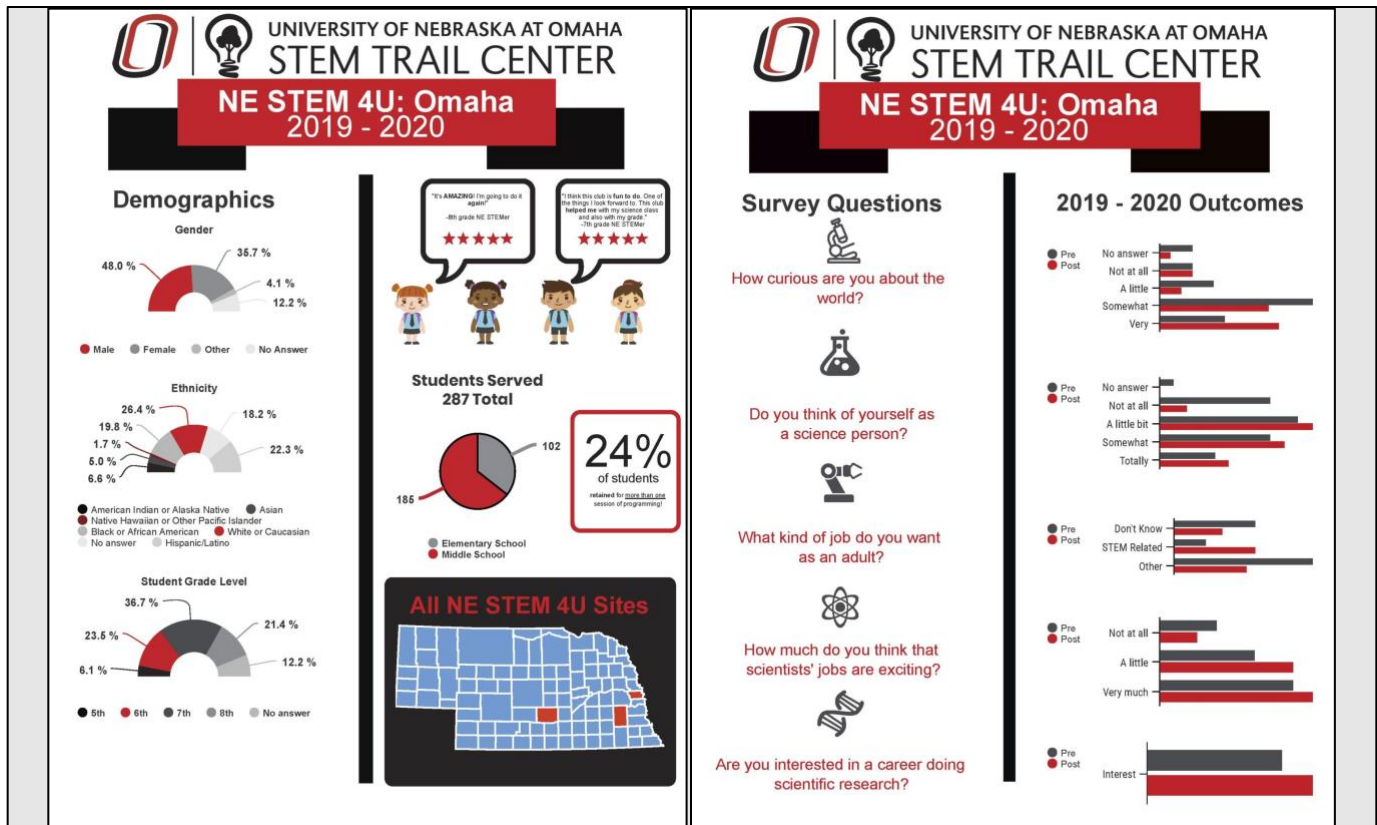 UNIVERSITY OF NEBRASKA AT OMAHA
STEM TRAIL CENTER
NE STEM 4U: Omaha
2019 - 2020
Demographics
Gender
48.0 %
35.7 %
4.1 %
12.2 %
Male Female Other No Answer
Ethnicity
26.4 %
18.2 %
19.8 %
1.7 %
22.3 %
5.0 %
6.6 %
American Indian or Alaska Native Asian
Native Hawaiian or Other Pacific Islander
Black or African American White or Caucasian
No answer Hispanic/Latino
Student Grade Level
36.7 %
23.5 %
21.4 %
6.1 %
12.2 %
5th 6th 7th 8th No answer
"It's AMAZING! I'm going to do it
again!"
-8th grade NE STEMer
"I think this club is fun to do. One of
the things I look forward to. This club
helped me with my science class
and also with my grade."
-7th grade NE STEMer
Students Served
287 Total
102
185
Elementary School
Middle School
24%
of students
retained for more than one
session of programming!
All NE STEM 4U Sites
UNIVERSITY OF NEBRASKA AT OMAHA
STEM TRAIL CENTER
NE STEM 4U: Omaha
2019 - 2020
Survey Questions
How curious are you about the
world?
Do you think of yourself as
a science person?
What kind of job do you want
as an adult?
How much do you think that
scientists' jobs are exciting?
Are you interested in a career doing
scientific research?
2019 - 2020 Outcomes
Pre
Post
No answer
Not at all
A little
Somewhat
Very
Pre
Post
No answer
Not at all
A little bit
Somewhat
Totally
Pre
Post
Don't Know
STEM Related
Other
Pre
Post
Not at all
A little
Very much
Pre
Post
Interest